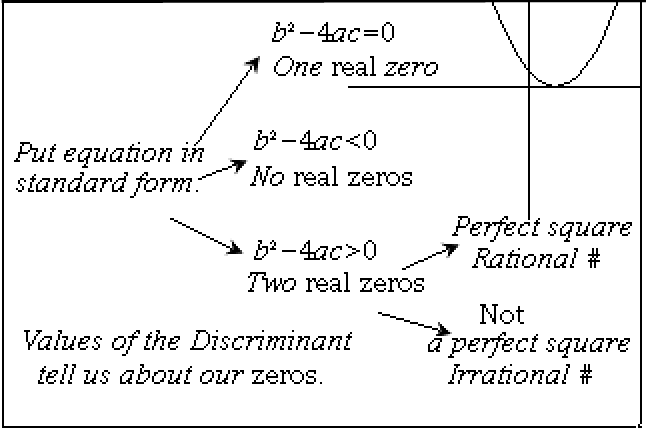 b²−4ac=0
One real zero
Put equation in
standard form.
b²−4ac<0
No real zeros
b²−4ac>0
Two real zeros
Perfect square
Rational #
Not
a perfect square
Irrational #
Values of the Discriminant
tell us about our zeros.